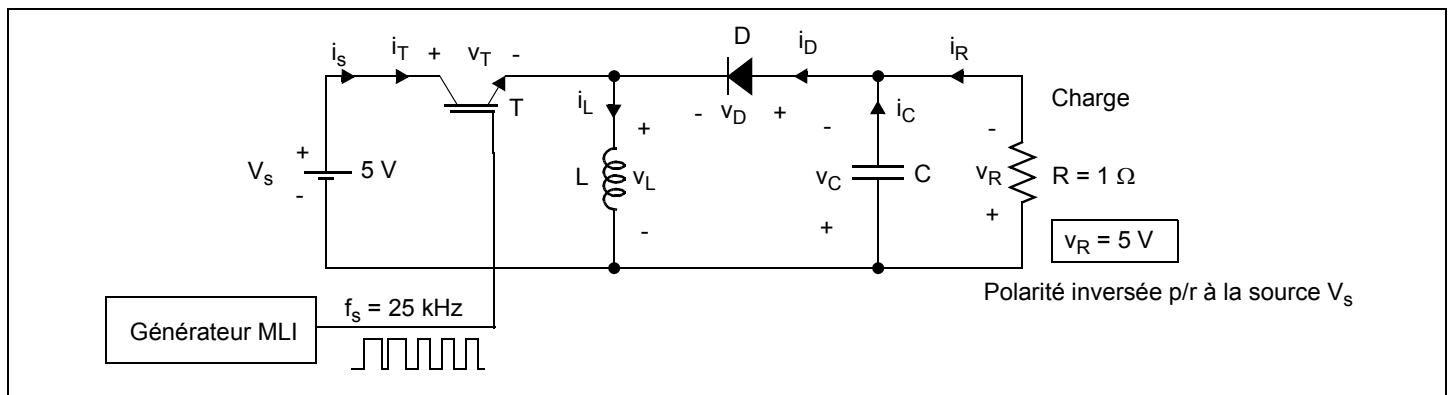 i_s
i_T
+ v_T -
T
D
i_D
i_R
i_L
- v_D +
i_C
Charge
V_s
+
-
5 V
L
+
v_L
-
-
v_C
+
C
-
v_R
+
R = 1 Ω
v_R = 5 V
Polarité inversée p/r à la source V_s
f_s = 25 kHz
Générateur MLI